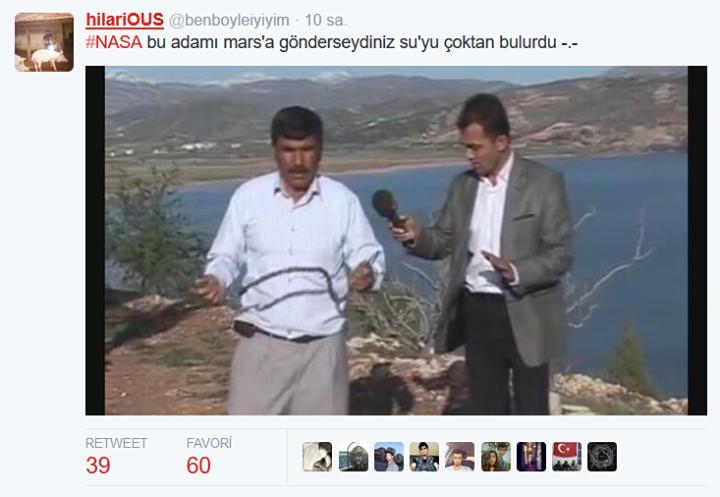 hilariOUS @benboyleiyiyim · 10 sa.
#NASA bu adamı mars'a gönderseydiniz su'yu çoktan bulurdu -.-
RETWEET FAVORİ
39 60